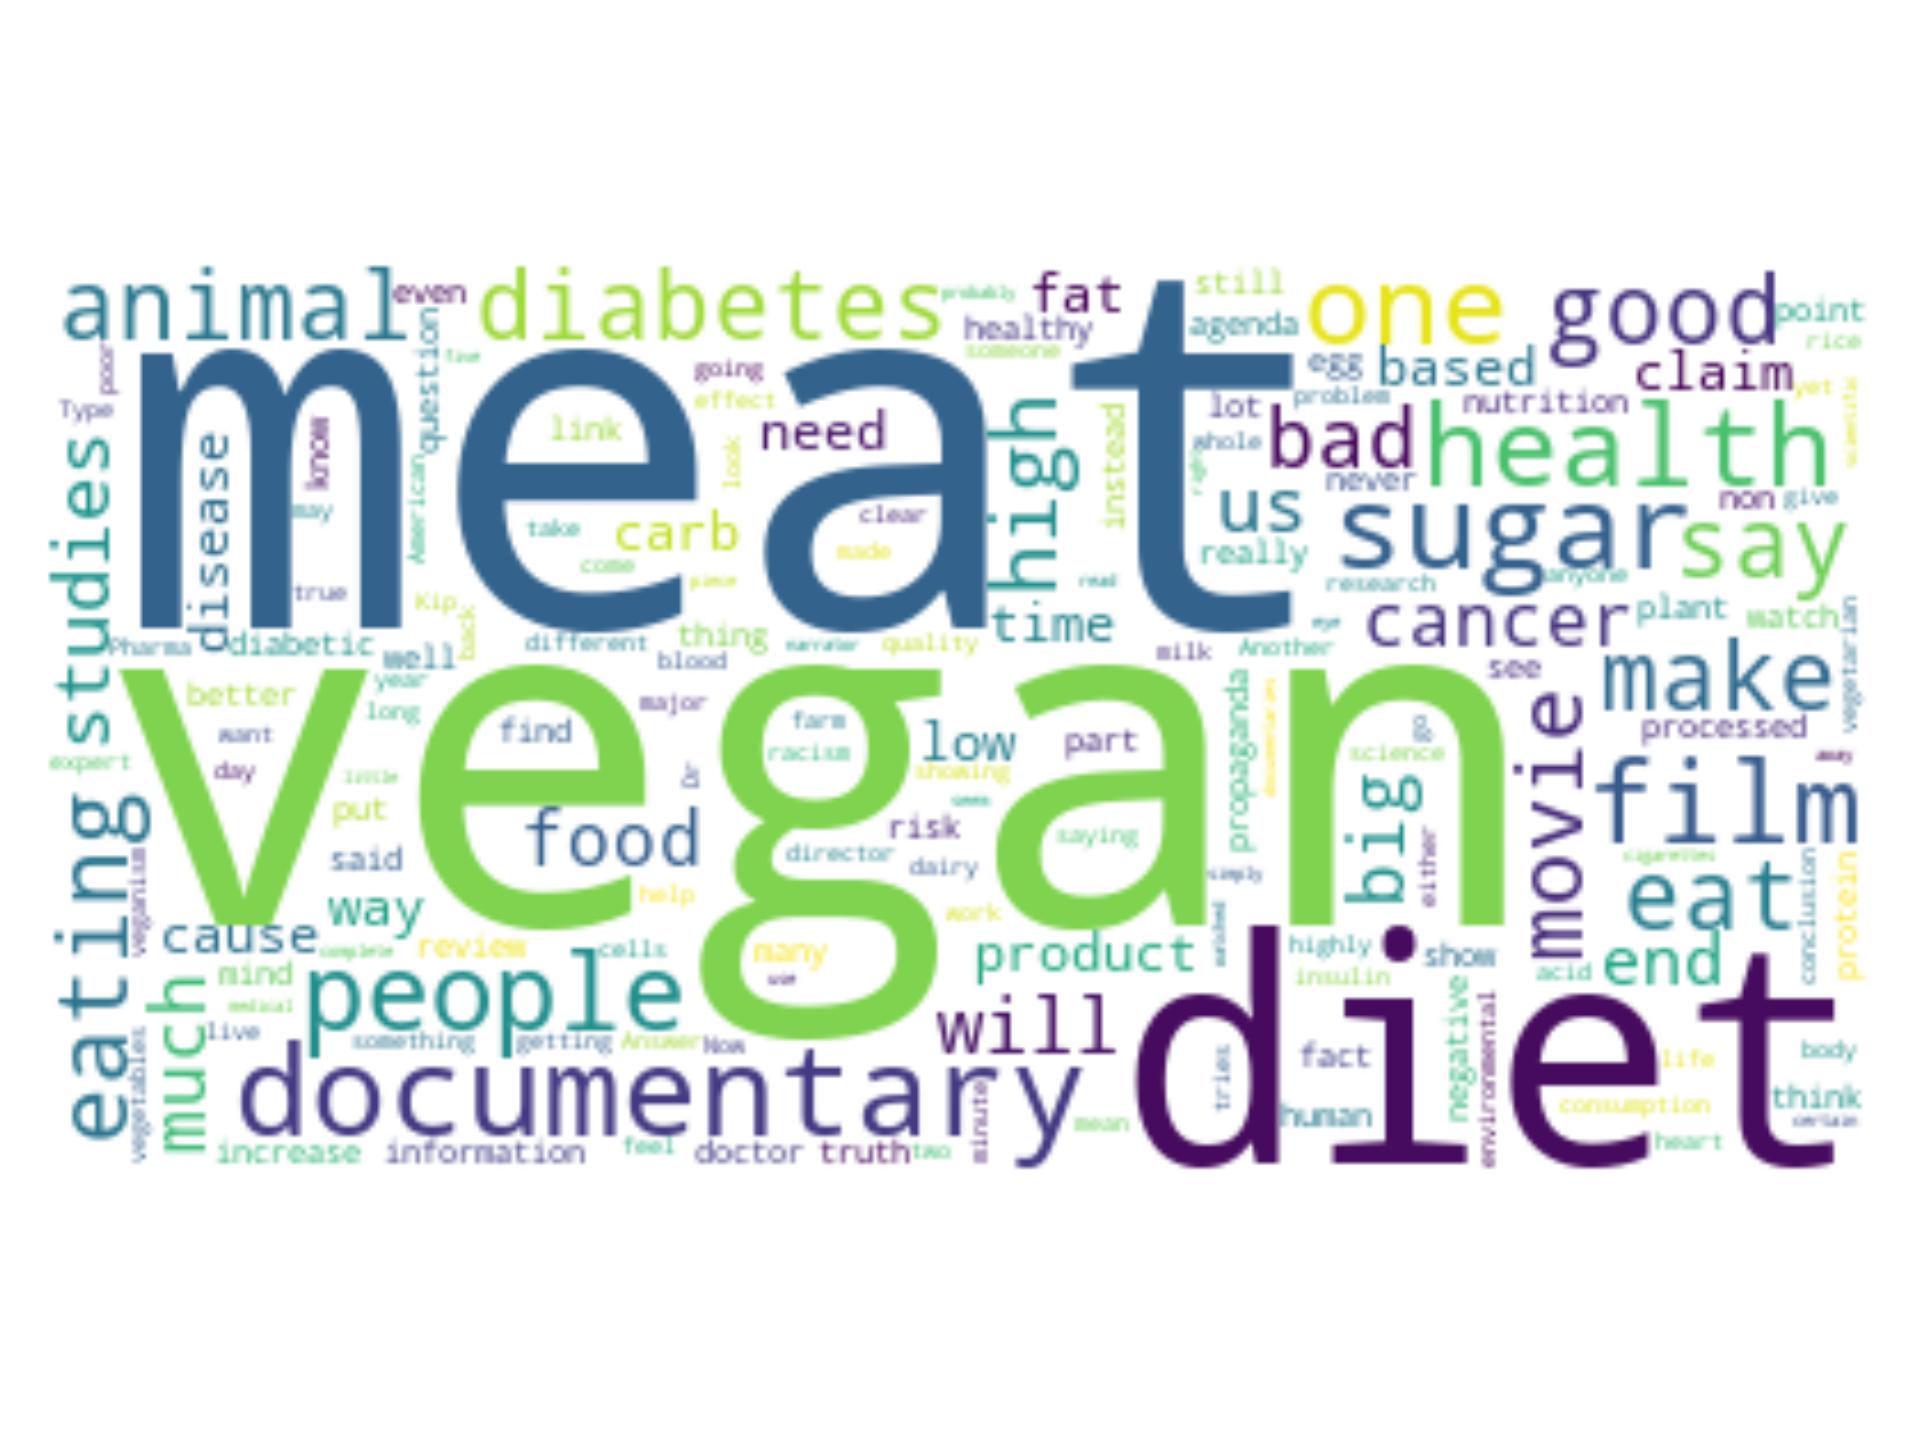 animal
even
diabetes
probably
fat
healthy
someone
still
agenda
one
good
point
rice
poor
Type
question
meat
going
effect
link
need
high
instead
egg
based
claim
yet
lot
problem
nutrition
whole
bad
health
never
right
studies
disease
know
may
true
American
take
carb
look
clear
made
come
piece
read
us
really
sugar
non
give
say
research
anyone
Kip
back
time
cancer
plant
watch
eye
Pharma
diabetic
well
different
thing
narrator
quality
blood
milk
Another
see
make
vegetarian
vegan
better
year
long
want
day
little
find
major
farm
racism
low
showing
part
propaganda
go
science
movie
processed
away
film
expert
put
said
food
risk
director
dairy
saying
simply
big
either
cigarettes
eat
conclusion
protein
eating
veganism
cause
way
help
complete
review
cells
many
use
work
product
highly
show
acid
end
insulin
mind
medical
people
much
live
vegetables
something
getting
Answer
Now
will
diet
negative
environmental
tries
fact
human
life
body
consumption
think
certain
heart
documentary
minute
mean
increase
information
feel
doctor
truth
two